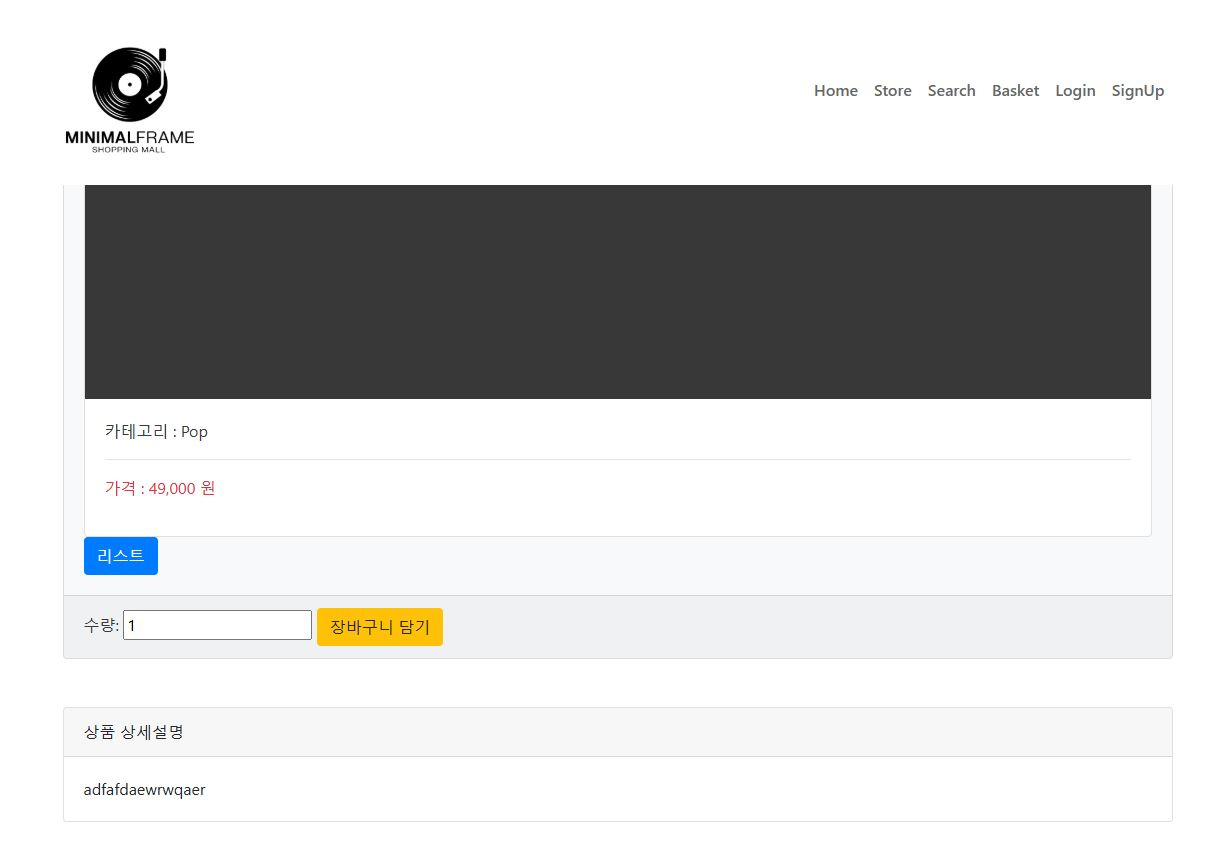 MINIMALFRAME
SHOPPING MALL
Home Store Search Basket Login SignUp
카테고리 : Pop
가격 : 49,000 원
리스트
수량: 1 장바구니 담기
상품 상세설명
adfafdaewrwqaer